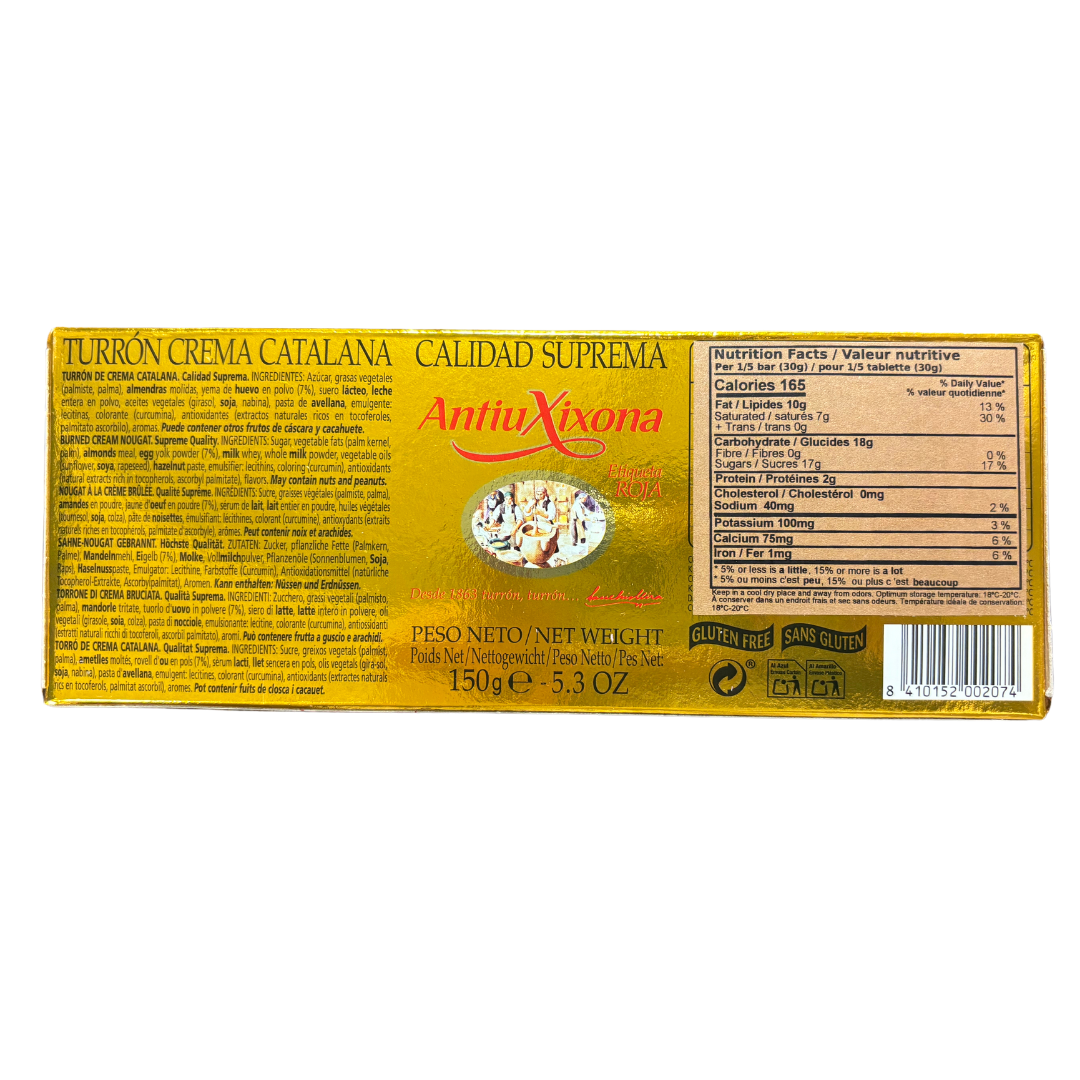 TURRÓN CREMA CATALANA
TURRÓN DE CREMA CATALANA. Calidad Suprema. INGREDIENTES: Azúcar, grasas vegetales
(palmiste, palma), almendras molidas, yema de huevo en polvo (7%), suero lácteo, leche
entera en polvo, aceites vegetales (girasol, soja, nabina), pasta de avellana, emulgente:
lecitinas, colorante (curcumina), antioxidantes (extractos naturales ricos en tocoferoles,
palmitato ascorbilo), aromas. Puede contener otros frutos de cáscara y cacahuete.
BURNED CREAM NOUGAT. Supreme Quality. INGREDIENTS: Sugar, vegetable fats (palm kernel,
palm), almonds meal, egg yolk powder (7%), milk whey, whole milk powder, vegetable oils
(sunflower, soya, rapeseed), hazelnut paste, emulsifier: lecithins, coloring (curcumin), antioxidants
(natural extracts rich in tocopherols, ascorbyl palmitate), flavors. May contain nuts and peanuts.
NOUGAT À LA CRÈME BRÛLÉE. Qualité Suprême. INGRÉDIENTS: Sucre, graisses végétales (palmiste, palma),
amandes en poudre, jaune d'oeuf en poudre (7%), sérum de lait, lait entier en poudre, huiles végétales
(tournesol, soja, colza), pâte de noisettes, emulsifiant: lécithines, colorant (curcumine), antioxydants (extraits
naturels riches en tocophérols, palmitate d'ascorbyle), arômes. Peut contenir noix et arachides.
SAHNE-NOUGAT GEBRANNT. Höchste Qualität. ZUTATEN: Zucker, pflanzliche Fette (Palmkern,
Palme), Mandelnmehl, Eigelb (7%), Molke, Vollmilchpulver, Pflanzenöle (Sonnenblumen, Soja,
Raps), Haselnusspaste, Emulgator: Lecithine, Farbstoffe (Curcumin), Antioxidationsmittel (natürliche
Tocopherol-Extrakte, Ascorbylpalmitat), Aromen. Kann enthalten: Nüssen und Erdnüssen.
TORRONE DI CREMA BRUCIATA. Qualità Suprema. INGREDIENTI: Zucchero, grassi vegetali (palmisto,
palma), mandorle tritate, tuorlo d'uovo in polvere (7%), siero di latte, latte intero in polvere, oli
vegetali (girasole, soia, colza), pasta di nocciole, emulsionante: lecitine, colorante (curcumina), antiossidanti
(estratti naturali ricchi di tocoferoli, ascorbil palmitato), aromi. Può contenere frutta a guscio e arachidi.
TORRÓ DE CREMA CATALANA. Qualitat Suprema. INGREDIENTS: Sucre, greixos vegetals (palmist,
palma), ametlles moltes, rovell d'ou en pols (7%), sèrum lacti, llet sencera en pols, olis vegetals (gira-sol,
soja, nabina), pasta d'avellana, emulgent: lecitines, colorant (curcumina), antioxidants (extractes naturals
rics en tocoferols, palmitat ascorbil), aromes. Pot contenir fuits de closca i cacauet.
CALIDAD SUPREMA
AntiuXixona
Etiqueta
ROJA
Desde 1863 turrón, turrón...
PESO NETO/NET WEIGHT
Poids Net/Nettogewicht/Peso Netto/Pes Net:
150g ℮ - 5.3 OZ
Nutrition Facts / Valeur nutritive
Per 1/5 bar (30g) / pour 1/5 tablette (30g)
Calories 165
% Daily Value*
% valeur quotidienne*
Fat / Lipides 10g 13 %
Saturated / saturés 7g 30 %
+ Trans / trans 0g
Carbohydrate / Glucides 18g
Fibre / Fibres 0g 0 %
Sugars / Sucres 17g 17 %
Protein / Protéines 2g
Cholesterol / Cholestérol 0mg
Sodium 40mg 2 %
Potassium 100mg 3 %
Calcium 75mg 6 %
Iron / Fer 1mg 6 %
* 5% or less is a little, 15% or more is a lot
* 5% ou moins c'est peu, 15% ou plus c 'est beaucoup
Keep in a cool dry place and away from odors. Optimum storage temperature: 18°C-20°C.
A conserver dans un endroit frais et sec sans odeurs. Température idéale de conservation:
18°C-20°C
GLUTEN FREE SANS GLUTEN
®
Al Azul
Envase Cartón
Al Amarillo
Envase Plástico
8 410152 002074